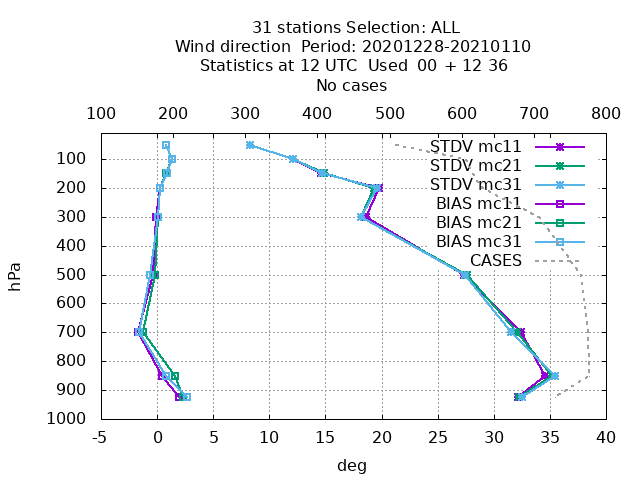 31 stations Selection: ALL
Wind direction  Period: 20201228-20210110
Statistics at 12 UTC  Used  00 + 12 36
No cases
100 200 300 400 500 600 700 800
STDV mc11
STDV mc21
STDV mc31
BIAS mc11
BIAS mc21
BIAS mc31
CASES
hPa
100
200
300
400
500
600
700
800
900
1000
-5 0 5 10 15 20 25 30 35 40
deg